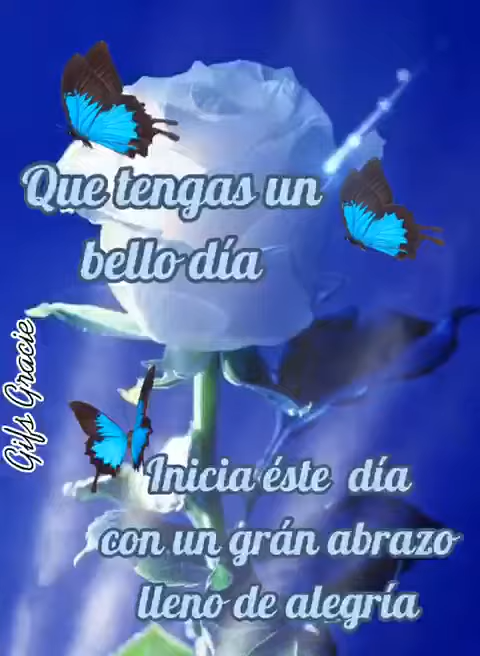 Que tengas un
bello día
Gifs Gracie
Inicia éste día
con un grán abrazo
lleno de alegría